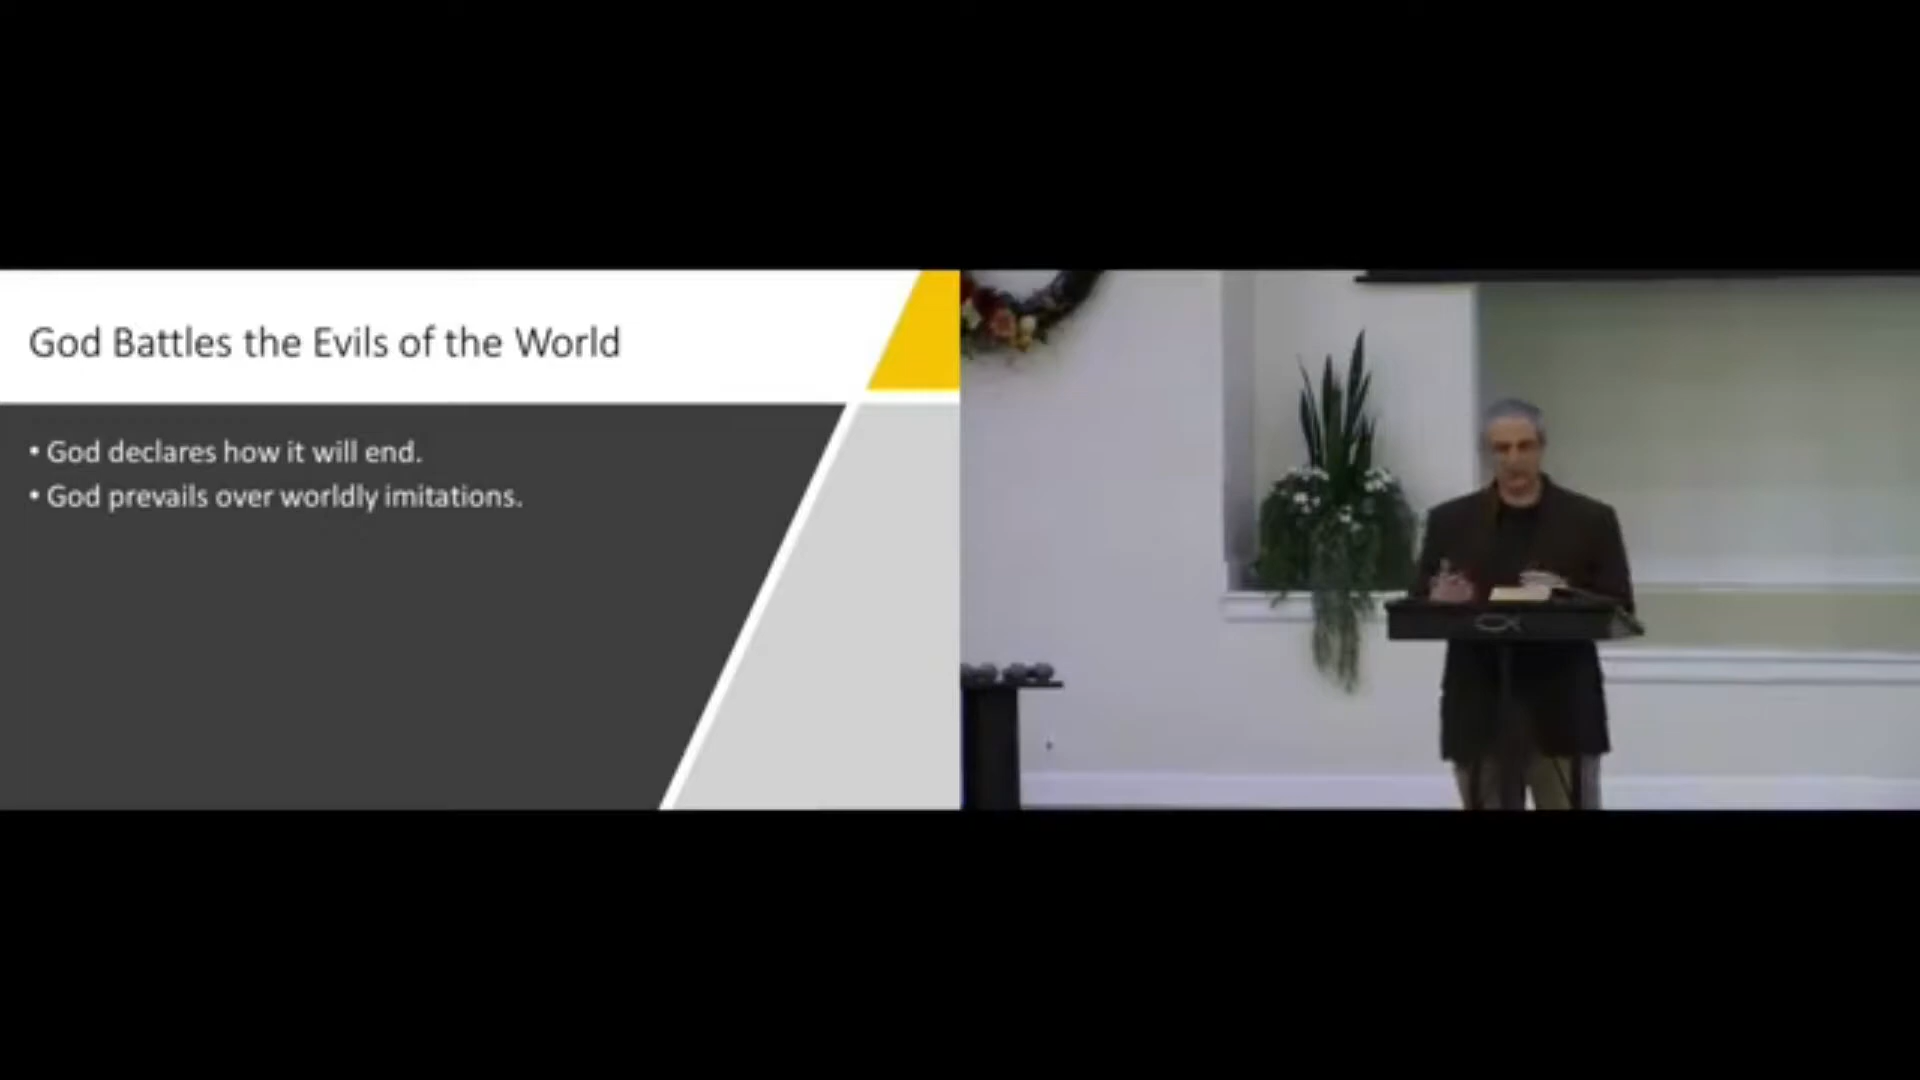 God Battles the Evils of the World
• God declares how it will end.
• God prevails over worldly imitations.